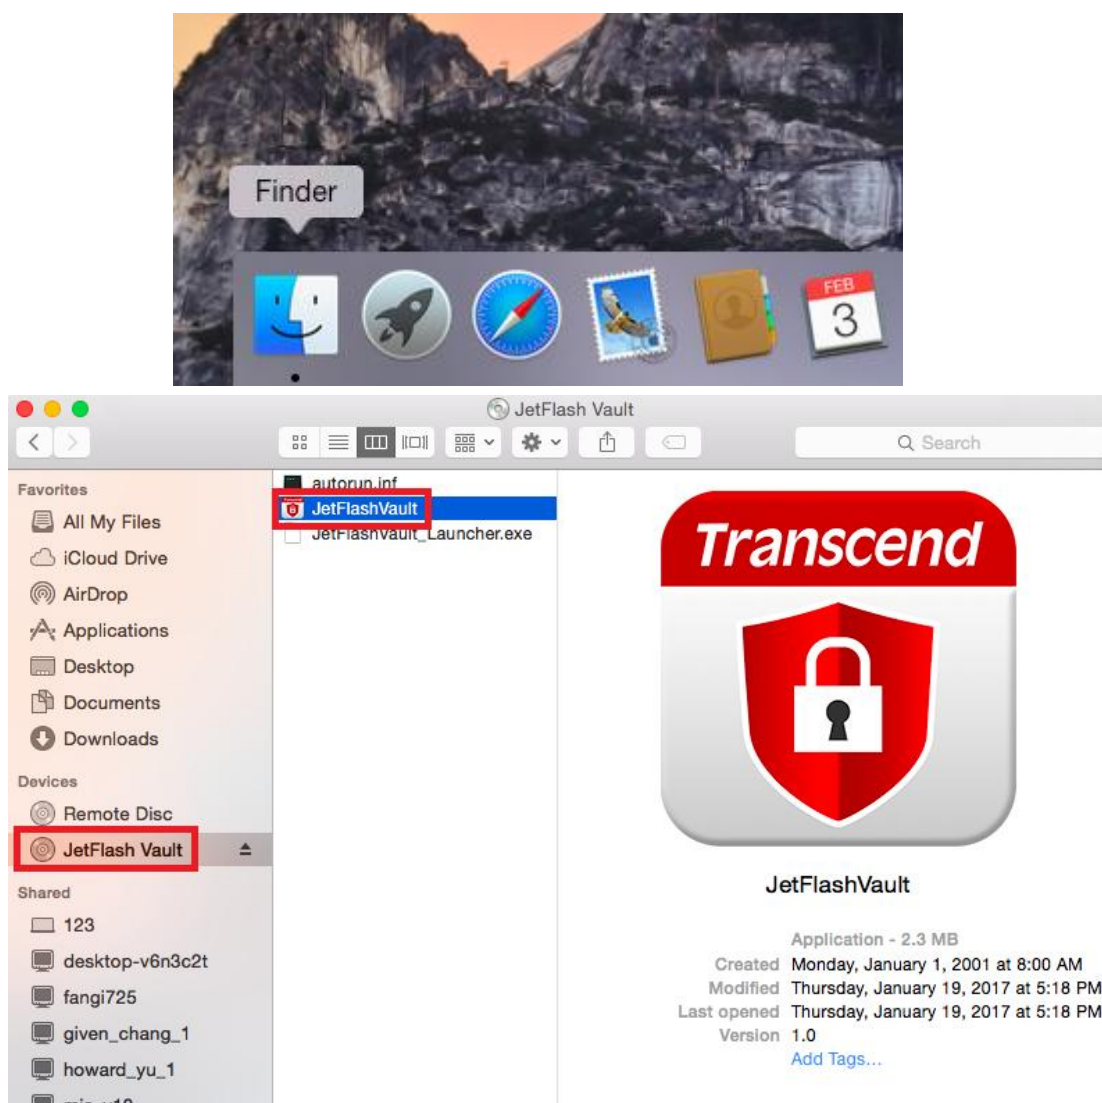 Finder
FEB
3
JetFlash Vault
Search
Favorites
All My Files
iCloud Drive
AirDrop
Applications
Desktop
Documents
Downloads
Devices
Remote Disc
JetFlash Vault
Shared
123
desktop-v6n3c2t
fangi725
given_chang_1
howard_yu_1
autorun.inf
Transcend
JetFlashVault
JetFlashVault_Launcher.exe
Transcend
JetFlashVault
Application - 2.3 MB
Created Monday, January 1, 2001 at 8:00 AM
Modified Thursday, January 19, 2017 at 5:18 PM
Last opened Thursday, January 19, 2017 at 5:18 PM
Version 1.0
Add Tags...